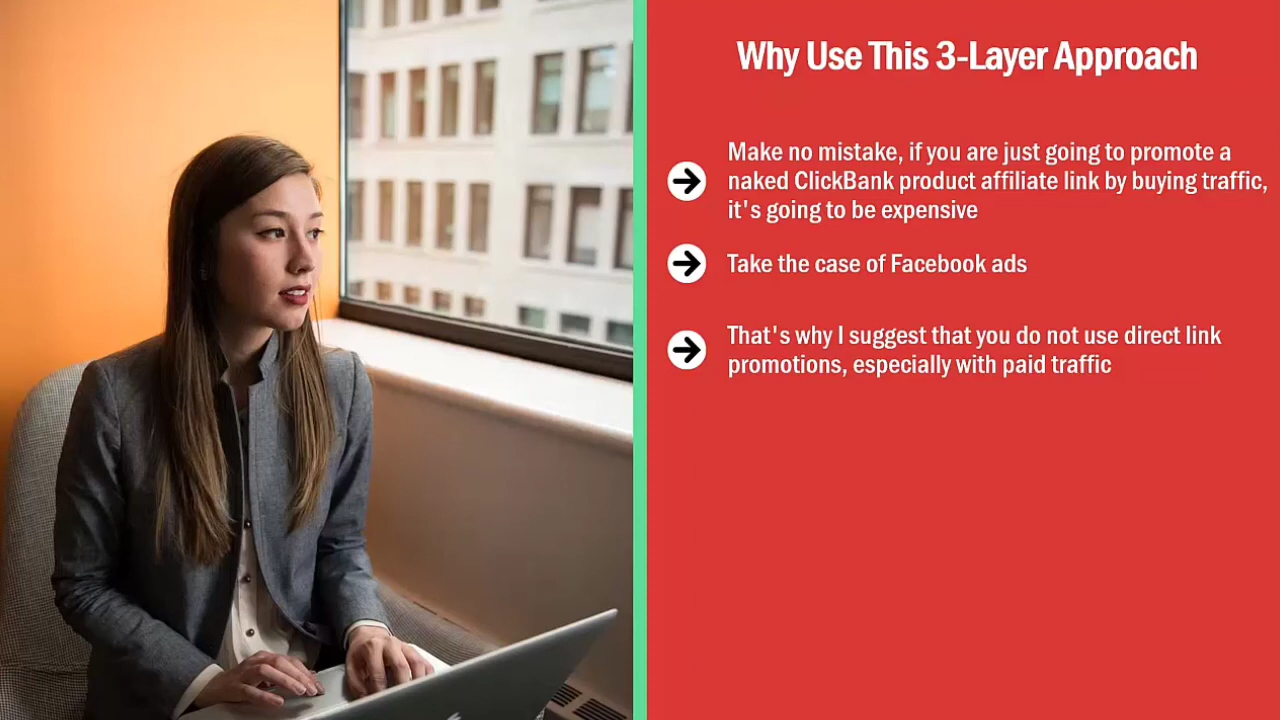 Why Use This 3-Layer Approach
Make no mistake, if you are just going to promote a
naked ClickBank product affiliate link by buying traffic,
it's going to be expensive
Take the case of Facebook ads
That's why I suggest that you do not use direct link
promotions, especially with paid traffic